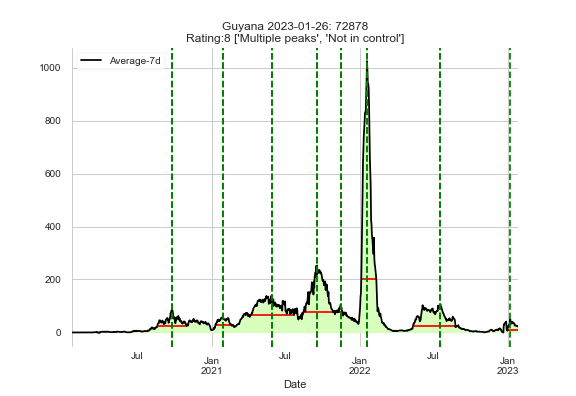 Guyana 2023-01-26: 72878
Rating:8 ['Multiple peaks', 'Not in control']
Average-7d
1000
800
600
400
200
0
Jul
Jan
2021
Jul
Jan
2022
Jul
Jan
2023
Date